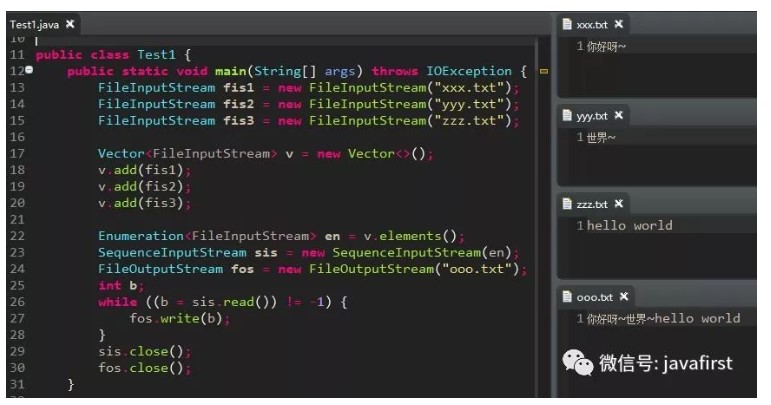 Test1.java
10
11 public class Test1 {
12 public static void main(String[] args) throws IOException {
13 FileInputStream fis1 = new FileInputStream("xxx.txt");
14 FileInputStream fis2 = new FileInputStream("yyy.txt");
15 FileInputStream fis3 = new FileInputStream("zzz.txt");
16
17 Vector<FileInputStream> v = new Vector<>();
18 v.add(fis1);
19 v.add(fis2);
20 v.add(fis3);
21
22 Enumeration<FileInputStream> en = v.elements();
23 SequenceInputStream sis = new SequenceInputStream(en);
24 FileOutputStream fos = new FileOutputStream("ooo.txt");
25 int b;
26 while ((b = sis.read()) != -1) {
27 fos.write(b);
28 }
29 sis.close();
30 fos.close();
31 }
xxx.txt
1 你好呀~
yyy.txt
1 世界~
zzz.txt
1 hello world
ooo.txt
1 你好呀~世界~hello world
微信号: javafirst